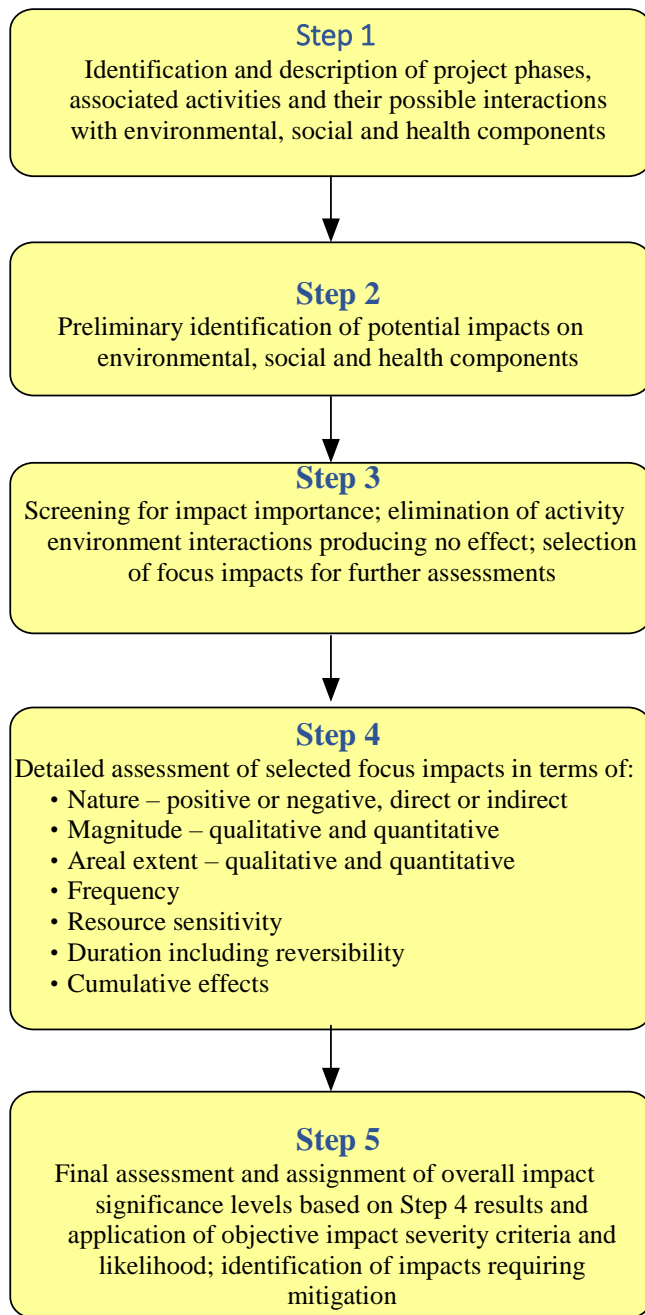 Step 1
Identification and description of project phases,
associated activities and their possible interactions
with environmental, social and health components
Step 2
Preliminary identification of potential impacts on
environmental, social and health components
Step 3
Screening for impact importance; elimination of activity
environment interactions producing no effect; selection
of focus impacts for further assessments
Step 4
Detailed assessment of selected focus impacts in terms of:
• Nature – positive or negative, direct or indirect
• Magnitude – qualitative and quantitative
• Areal extent – qualitative and quantitative
• Frequency
• Resource sensitivity
• Duration including reversibility
• Cumulative effects
Step 5
Final assessment and assignment of overall impact
significance levels based on Step 4 results and
application of objective impact severity criteria and
likelihood; identification of impacts requiring
mitigation